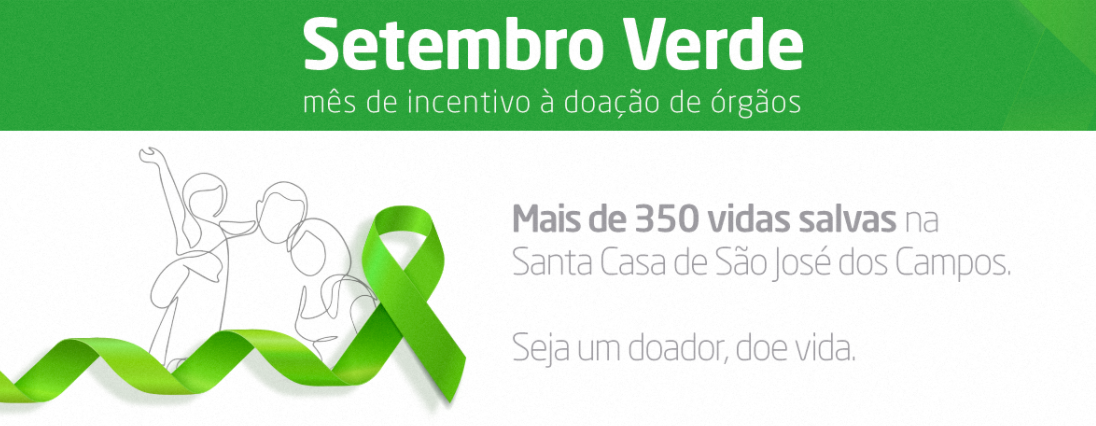 Setembro Verde
mês de incentivo à doação de órgãos
Mais de 350 vidas salvas na
Santa Casa de São José dos Campos.
Seja um doador, doe vida.